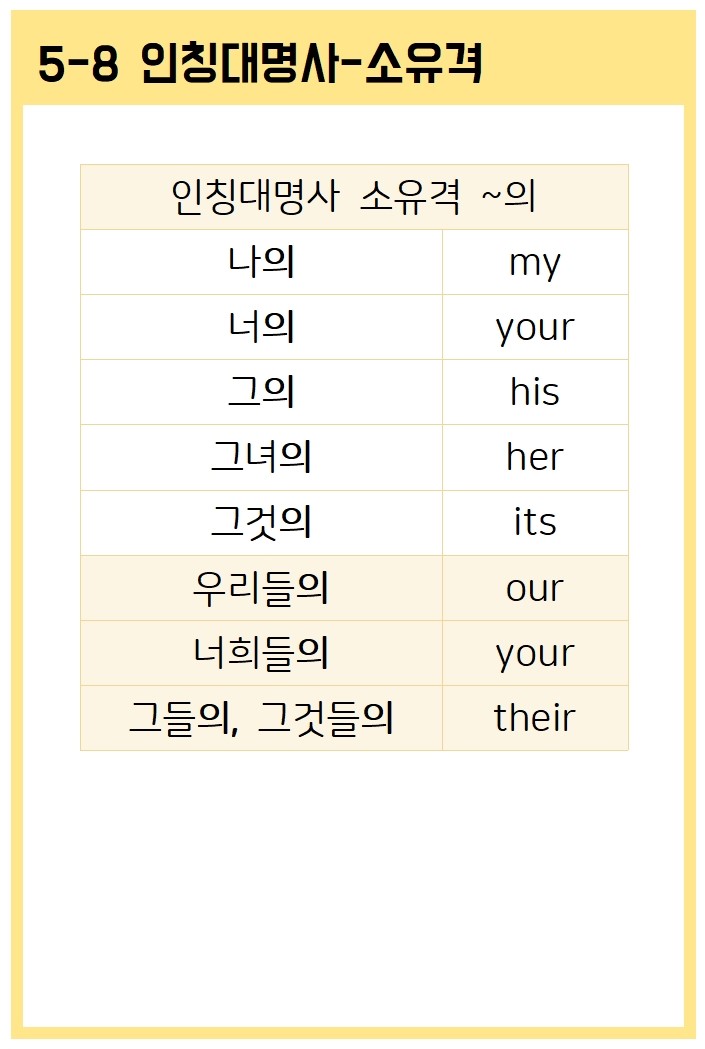 5-8 인칭대명사-소유격
인칭대명사 소유격 ~의
나의 my
너의 your
그의 his
그녀의 her
그것의 its
우리들의 our
너희들의 your
그들의, 그것들의 their